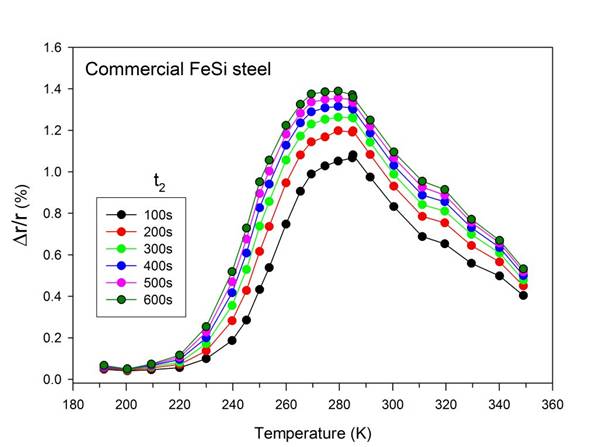 Commercial FeSi steel
Δr/r (%)
1.6
1.4
1.2
1.0
0.8
0.6
0.4
0.2
0.0
t2
100s
200s
300s
400s
500s
600s
180 200 220 240 260 280 300 320 340 360
Temperature (K)